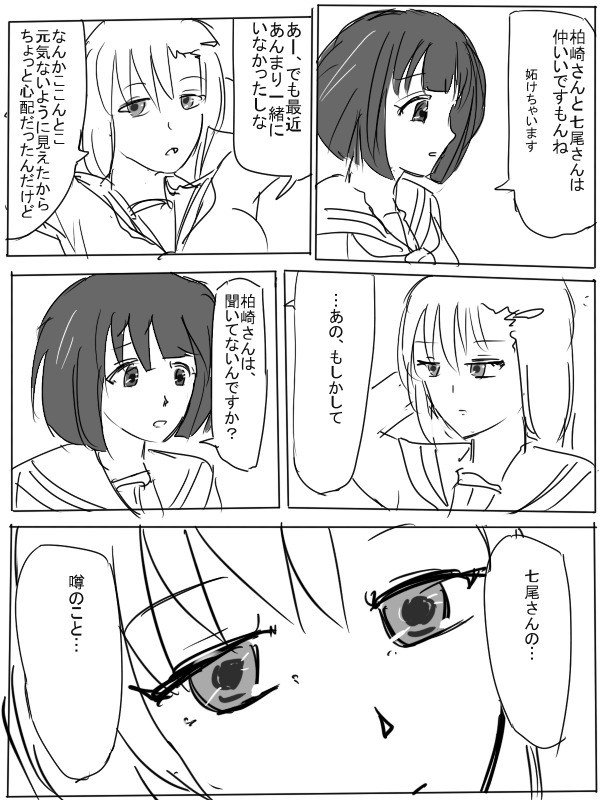 柏崎さんと七尾さんは
仲いいですもんね
妬けちゃいます
あー、でも最近
あんまり一緒に
いなかったしな
なんかここんとこ
元気ないように見えたから
ちょっと心配だったんだけど
…あの、もしかして
柏崎さんは、
聞いてないんですか？
七尾さんの…
噂のこと…